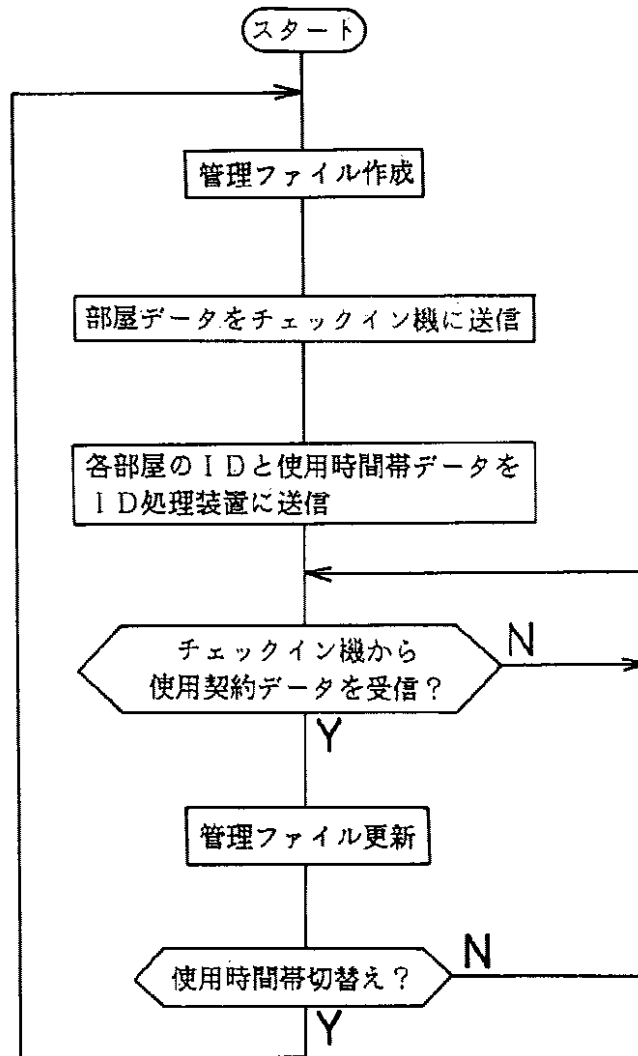 スタート
管理ファイル作成
部屋データをチェックイン機に送信
各部屋のＩＤと使用時間帯データを
ＩＤ処理装置に送信
チェックイン機から
使用契約データを受信？
N
Y
管理ファイル更新
使用時間帯切替え？
N
Y